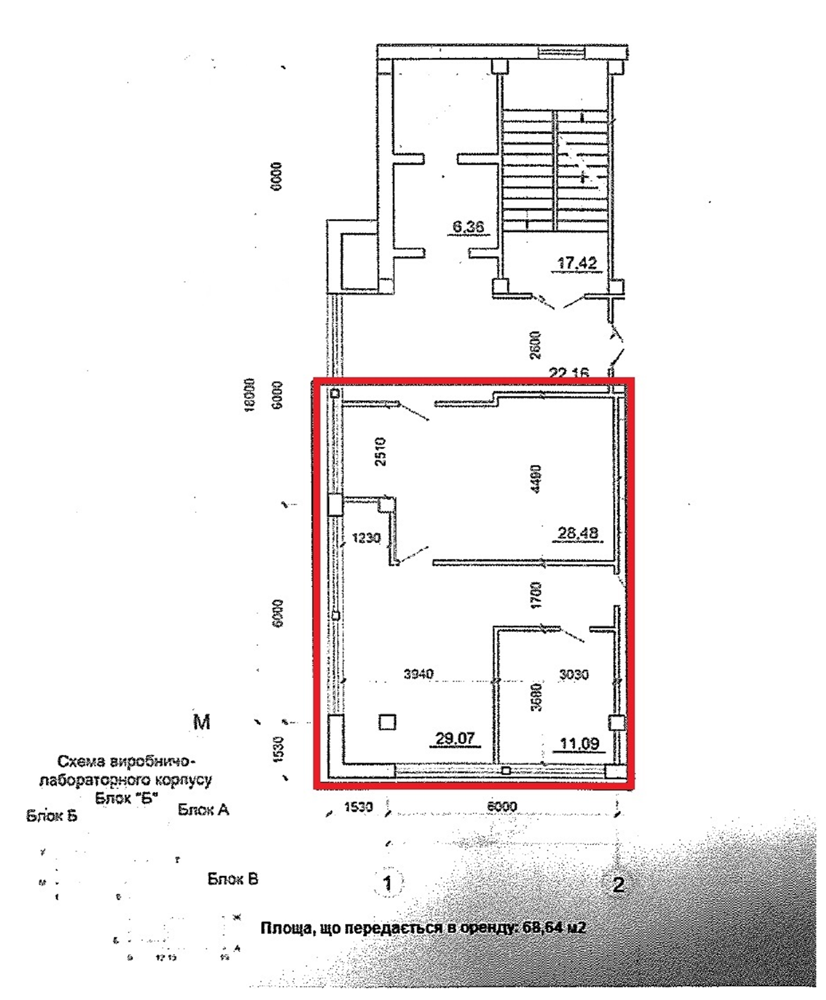 6000
6.36
17.42
2600
22.16
18000
6000
2510
4490
28.48
1230
1700
6000
3940
3030
3680
М
29.07
11.09
1530
Схема виробничо-
лабораторного корпусу
Блок "Б"
Блок Б
Блок А
1530
6000
Блок В
1
2
Площа, що передається в оренду: 68,64 м2